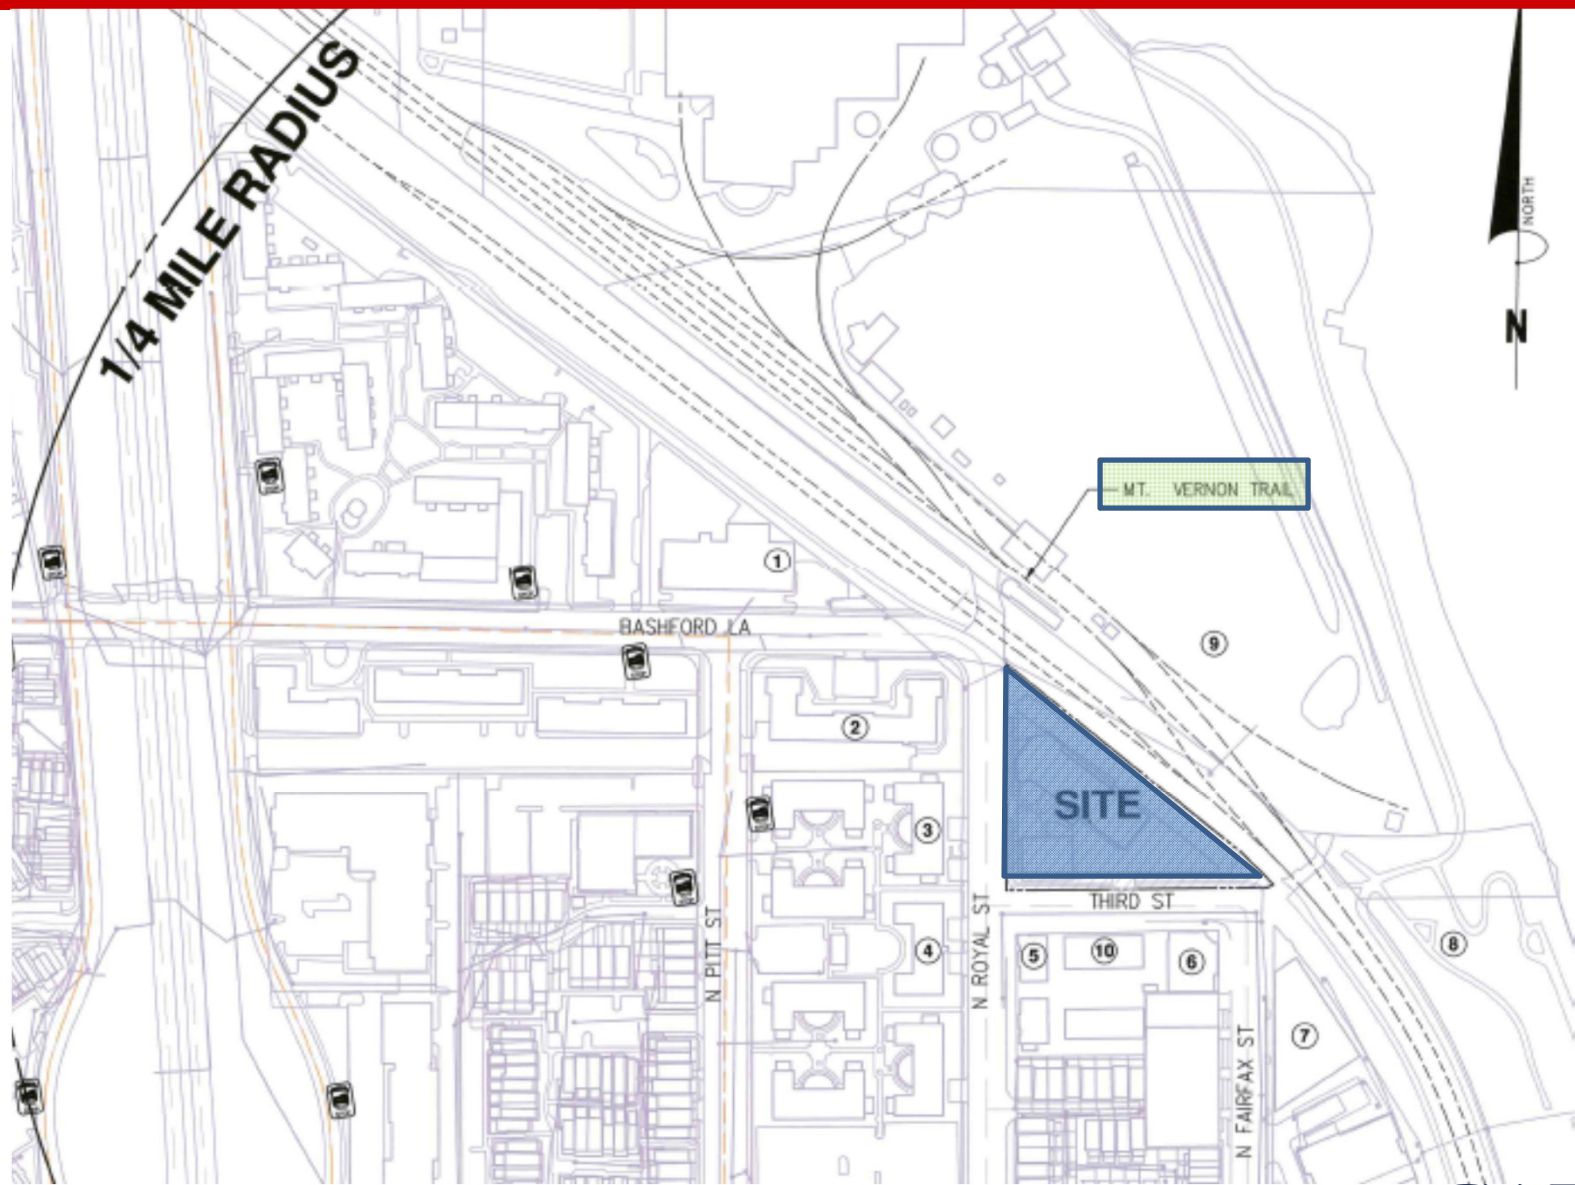 1/4 MILE RADIUS
NORTH
N
MT. VERNON TRAIL
1
BASHFORD LA
9
2
SITE
3
THIRD ST
N PITT ST
4
N ROYAL ST
5
10
6
8
7
N FAIRFAX ST